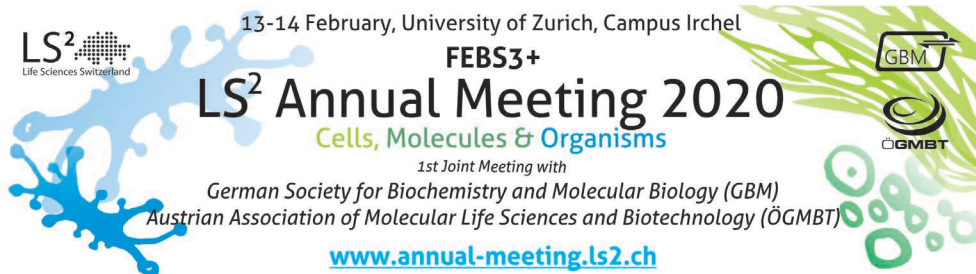 13-14 February, University of Zurich, Campus Irchel
LS²
Life Sciences Switzerland
FEBS3+
GBM
LS² Annual Meeting 2020
ÖGMBT
Cells, Molecules & Organisms
1st Joint Meeting with
German Society for Biochemistry and Molecular Biology (GBM)
Austrian Association of Molecular Life Sciences and Biotechnology (ÖGMBT)
www.annual-meeting.ls2.ch